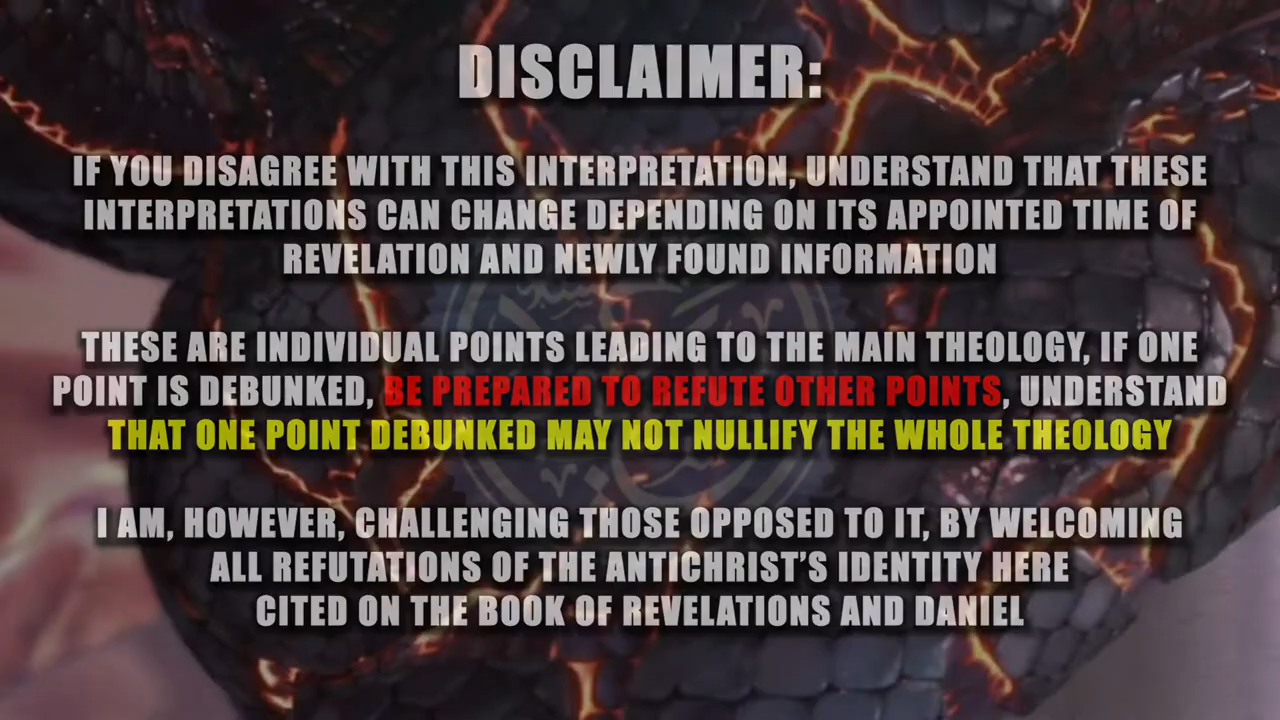 DISCLAIMER:
IF YOU DISAGREE WITH THIS INTERPRETATION, UNDERSTAND THAT THESE
INTERPRETATIONS CAN CHANGE DEPENDING ON ITS APPOINTED TIME OF
REVELATION AND NEWLY FOUND INFORMATION
THESE ARE INDIVIDUAL POINTS LEADING TO THE MAIN THEOLOGY, IF ONE
POINT IS DEBUNKED, BE PREPARED TO REFUTE OTHER POINTS, UNDERSTAND
THAT ONE POINT DEBUNKED MAY NOT NULLIFY THE WHOLE THEOLOGY
I AM, HOWEVER, CHALLENGING THOSE OPPOSED TO IT, BY WELCOMING
ALL REFUTATIONS OF THE ANTICHRIST'S IDENTITY HERE
CITED ON THE BOOK OF REVELATIONS AND DANIEL